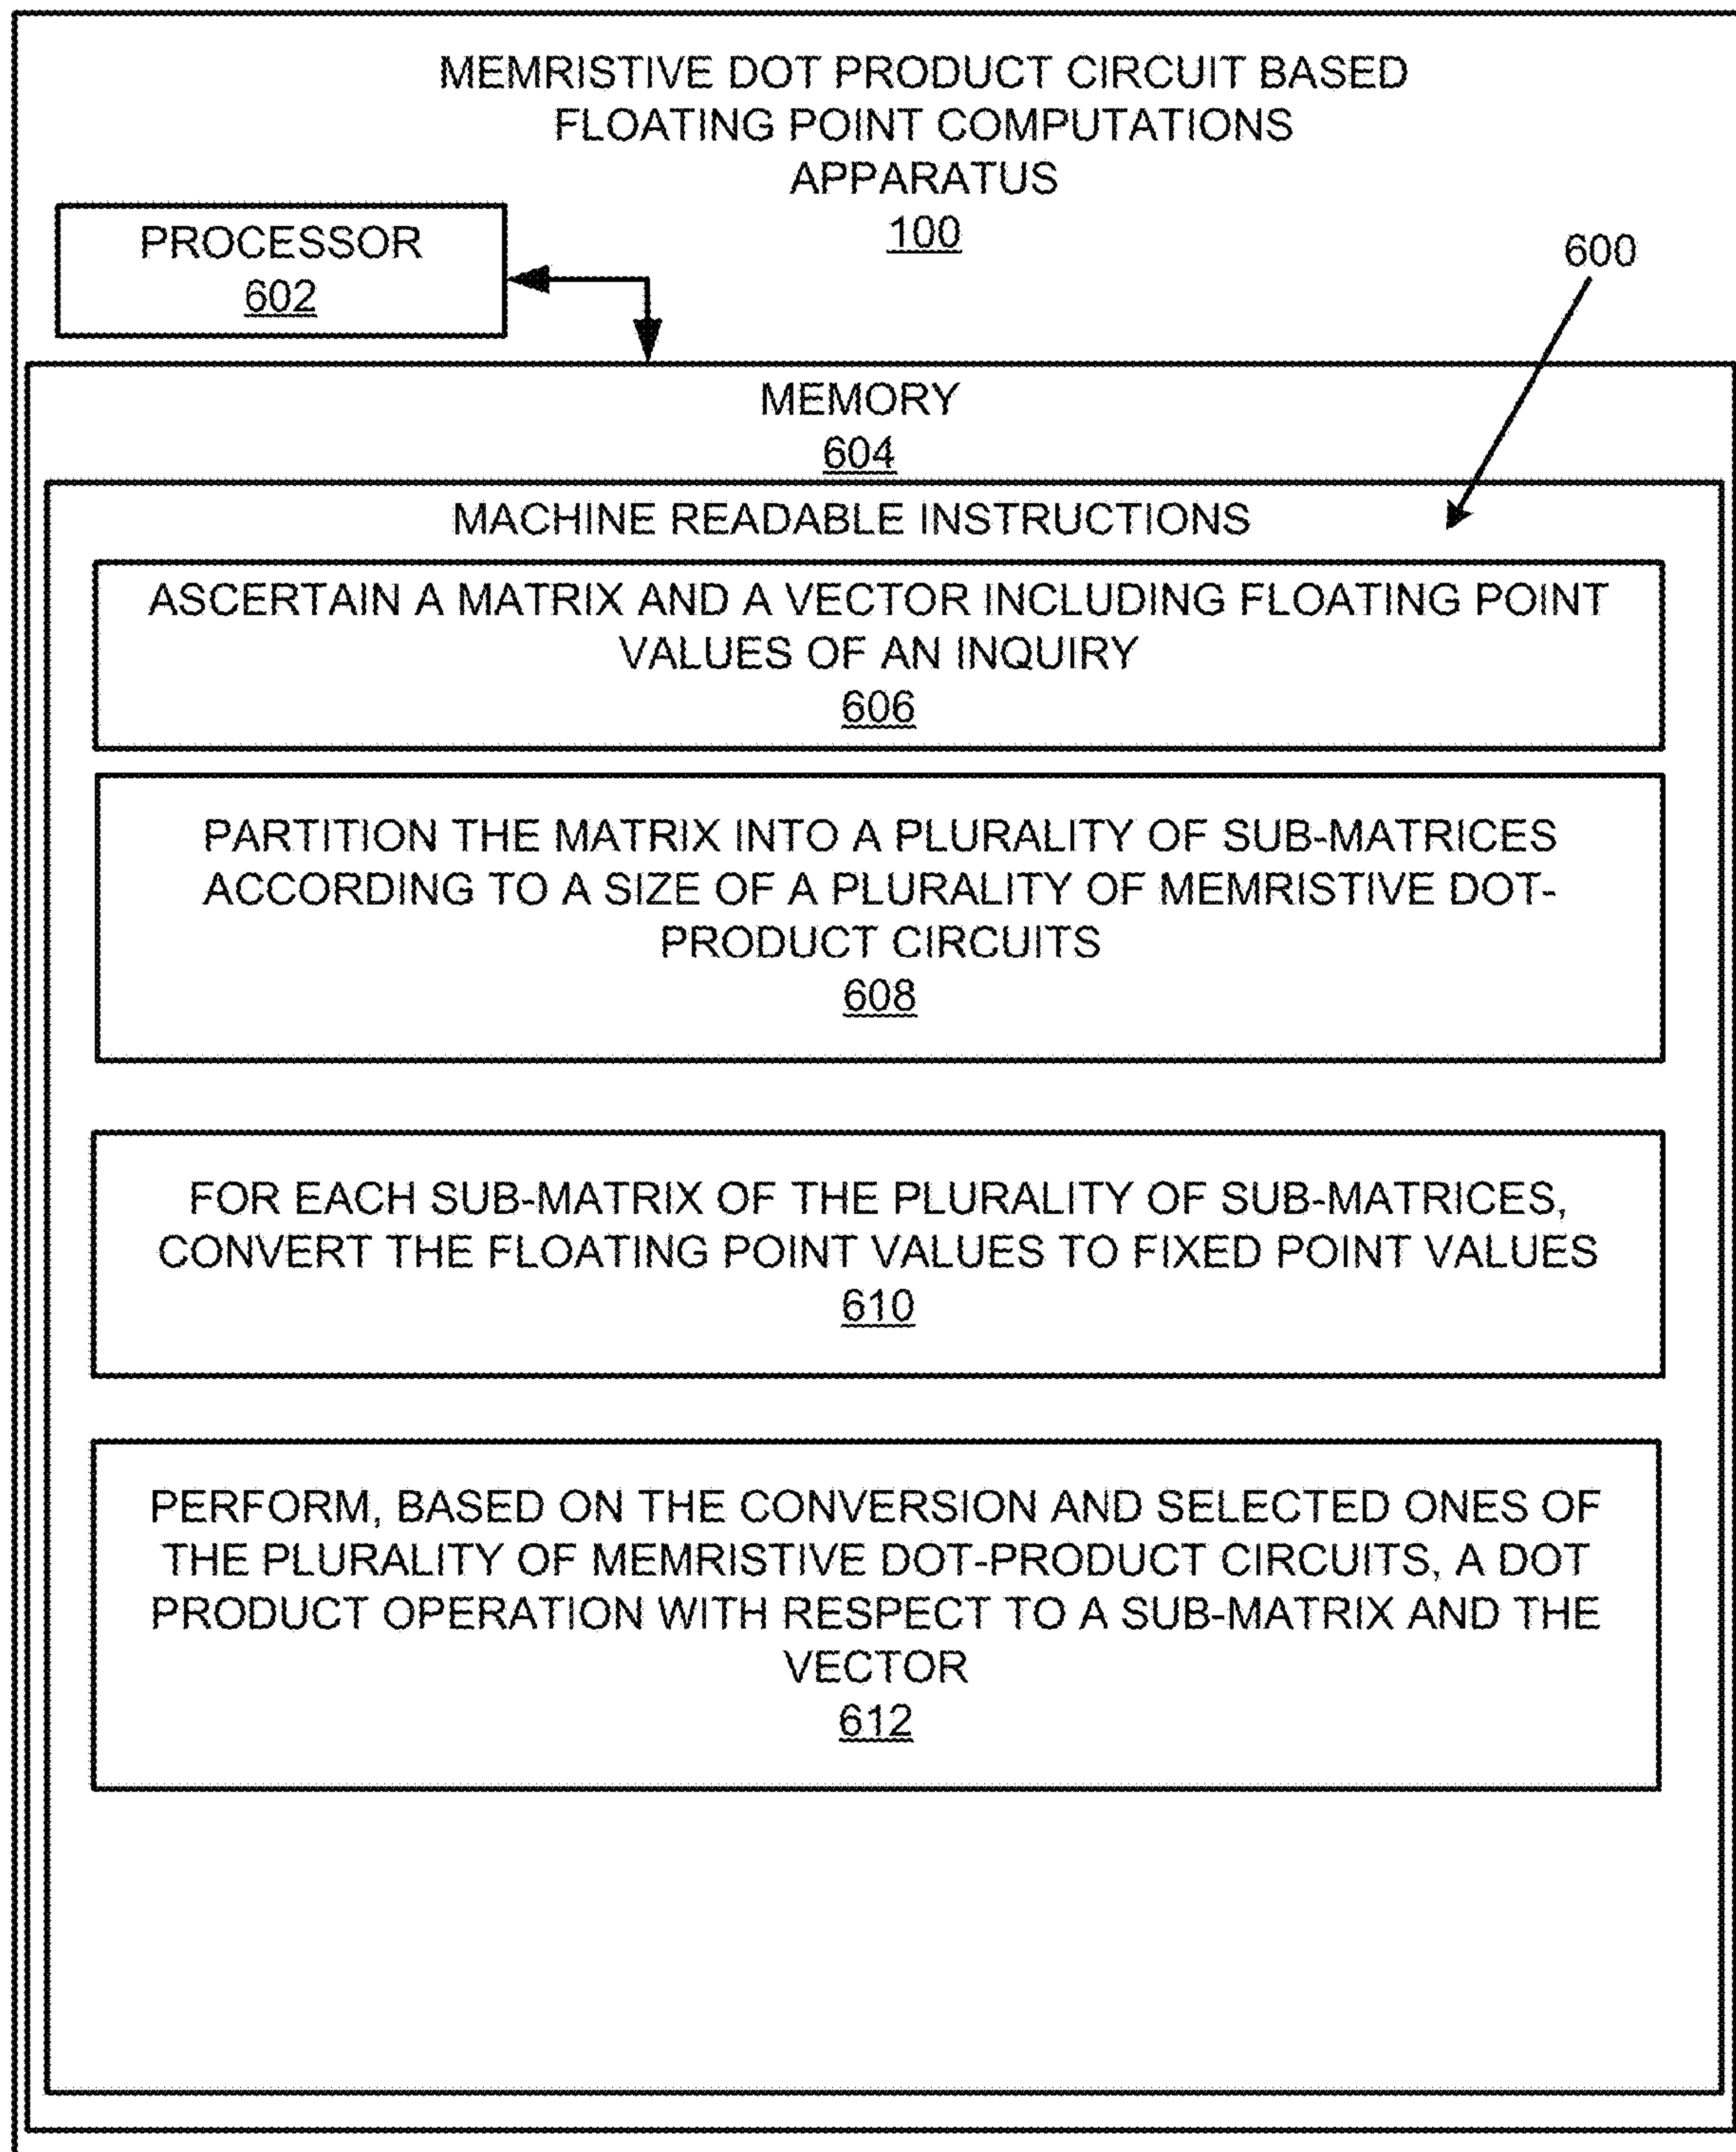 MEMRISTIVE DOT PRODUCT CIRCUIT BASED
FLOATING POINT COMPUTATIONS
APPARATUS
100
PROCESSOR
602
600
MEMORY
604
MACHINE READABLE INSTRUCTIONS
ASCERTAIN A MATRIX AND A VECTOR INCLUDING FLOATING POINT
VALUES OF AN INQUIRY
606
PARTITION THE MATRIX INTO A PLURALITY OF SUB-MATRICES
ACCORDING TO A SIZE OF A PLURALITY OF MEMRISTIVE DOT-
PRODUCT CIRCUITS
608
FOR EACH SUB-MATRIX OF THE PLURALITY OF SUB-MATRICES,
CONVERT THE FLOATING POINT VALUES TO FIXED POINT VALUES
610
PERFORM, BASED ON THE CONVERSION AND SELECTED ONES OF
THE PLURALITY OF MEMRISTIVE DOT-PRODUCT CIRCUITS, A DOT
PRODUCT OPERATION WITH RESPECT TO A SUB-MATRIX AND THE
VECTOR
612